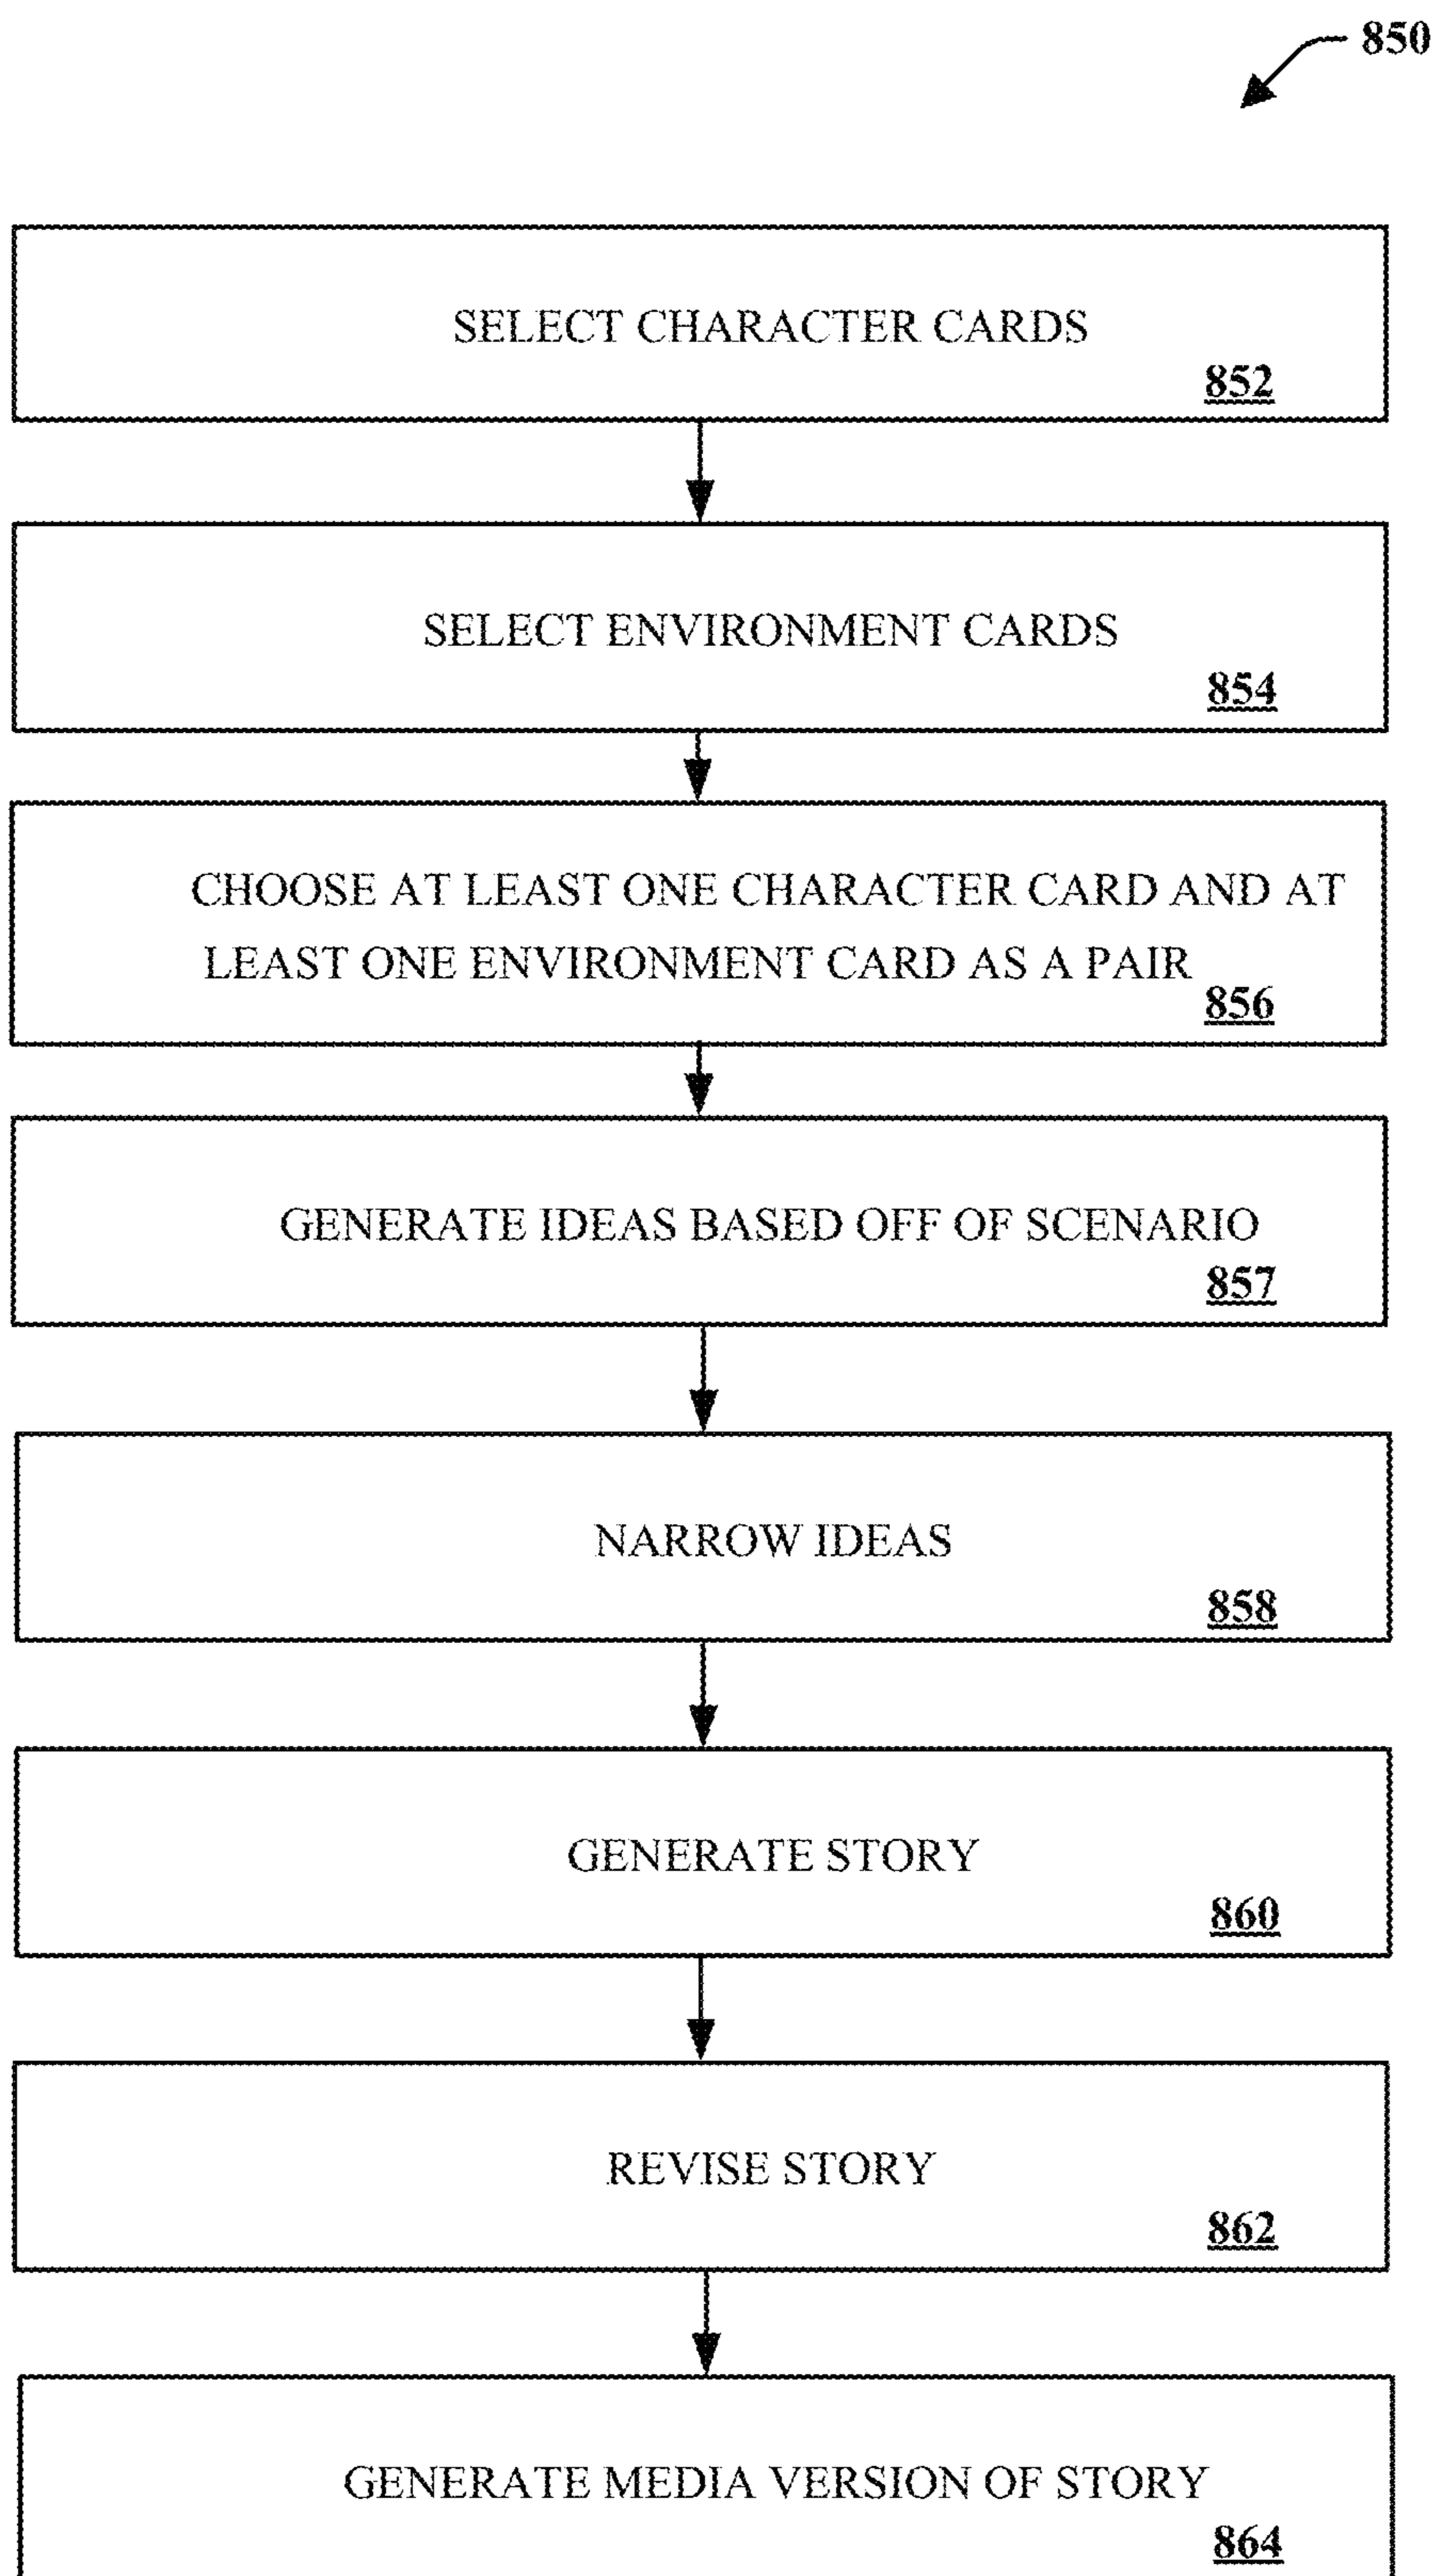 850
SELECT CHARACTER CARDS
852
SELECT ENVIRONMENT CARDS
854
CHOOSE AT LEAST ONE CHARACTER CARD AND AT
LEAST ONE ENVIRONMENT CARD AS A PAIR
856
GENERATE IDEAS BASED OFF OF SCENARIO
857
NARROW IDEAS
858
GENERATE STORY
860
REVISE STORY
862
GENERATE MEDIA VERSION OF STORY
864